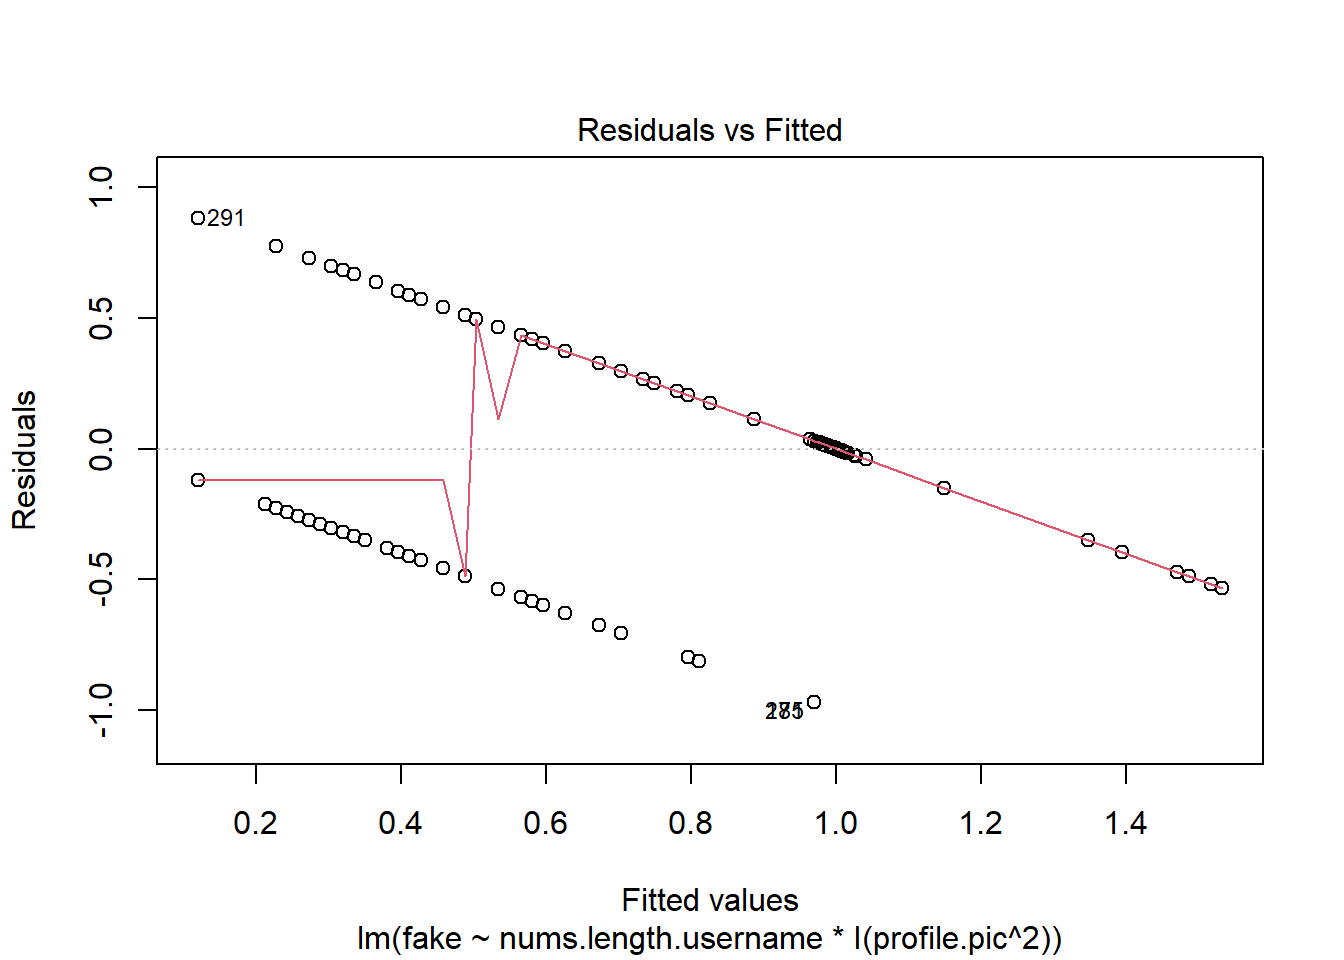 Residuals vs Fitted
Residuals
1.0
0.5
0.0
-0.5
-1.0
291
0.2 0.4 0.6 0.8 1.0 1.2 1.4
Fitted values
lm(fake ~ nums.length.username * I(profile.pic^2))